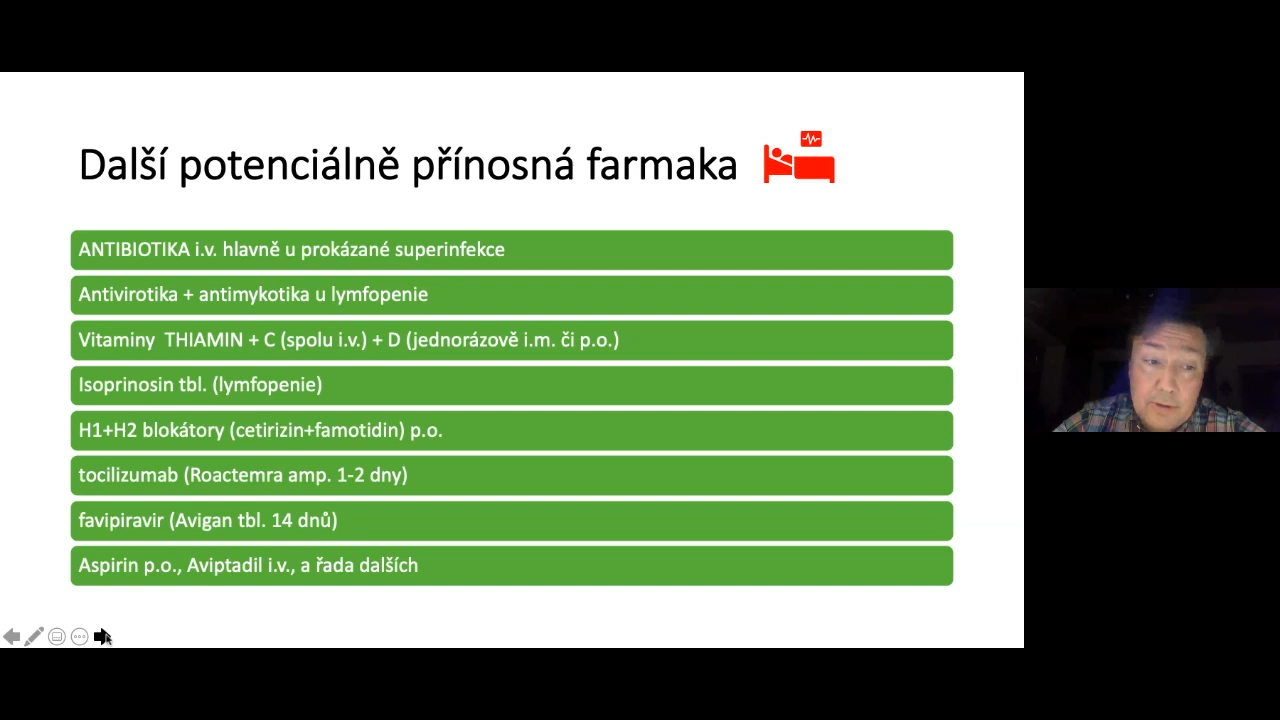 Další potenciálně přínosná farmaka
ANTIBIOTIKA i.v. hlavně u prokázané superinfekce
Antivirotika + antimykotika u lymfopenie
Vitaminy  THIAMIN + C (spolu i.v.) + D (jednorázově i.m. či p.o.)
Isoprinosin tbl. (lymfopenie)
H1+H2 blokátory (cetirizin+famotidin) p.o.
tocilizumab (Roactemra amp. 1-2 dny)
favipiravir (Avigan tbl. 14 dnů)
Aspirin p.o., Aviptadil i.v., a řada dalších